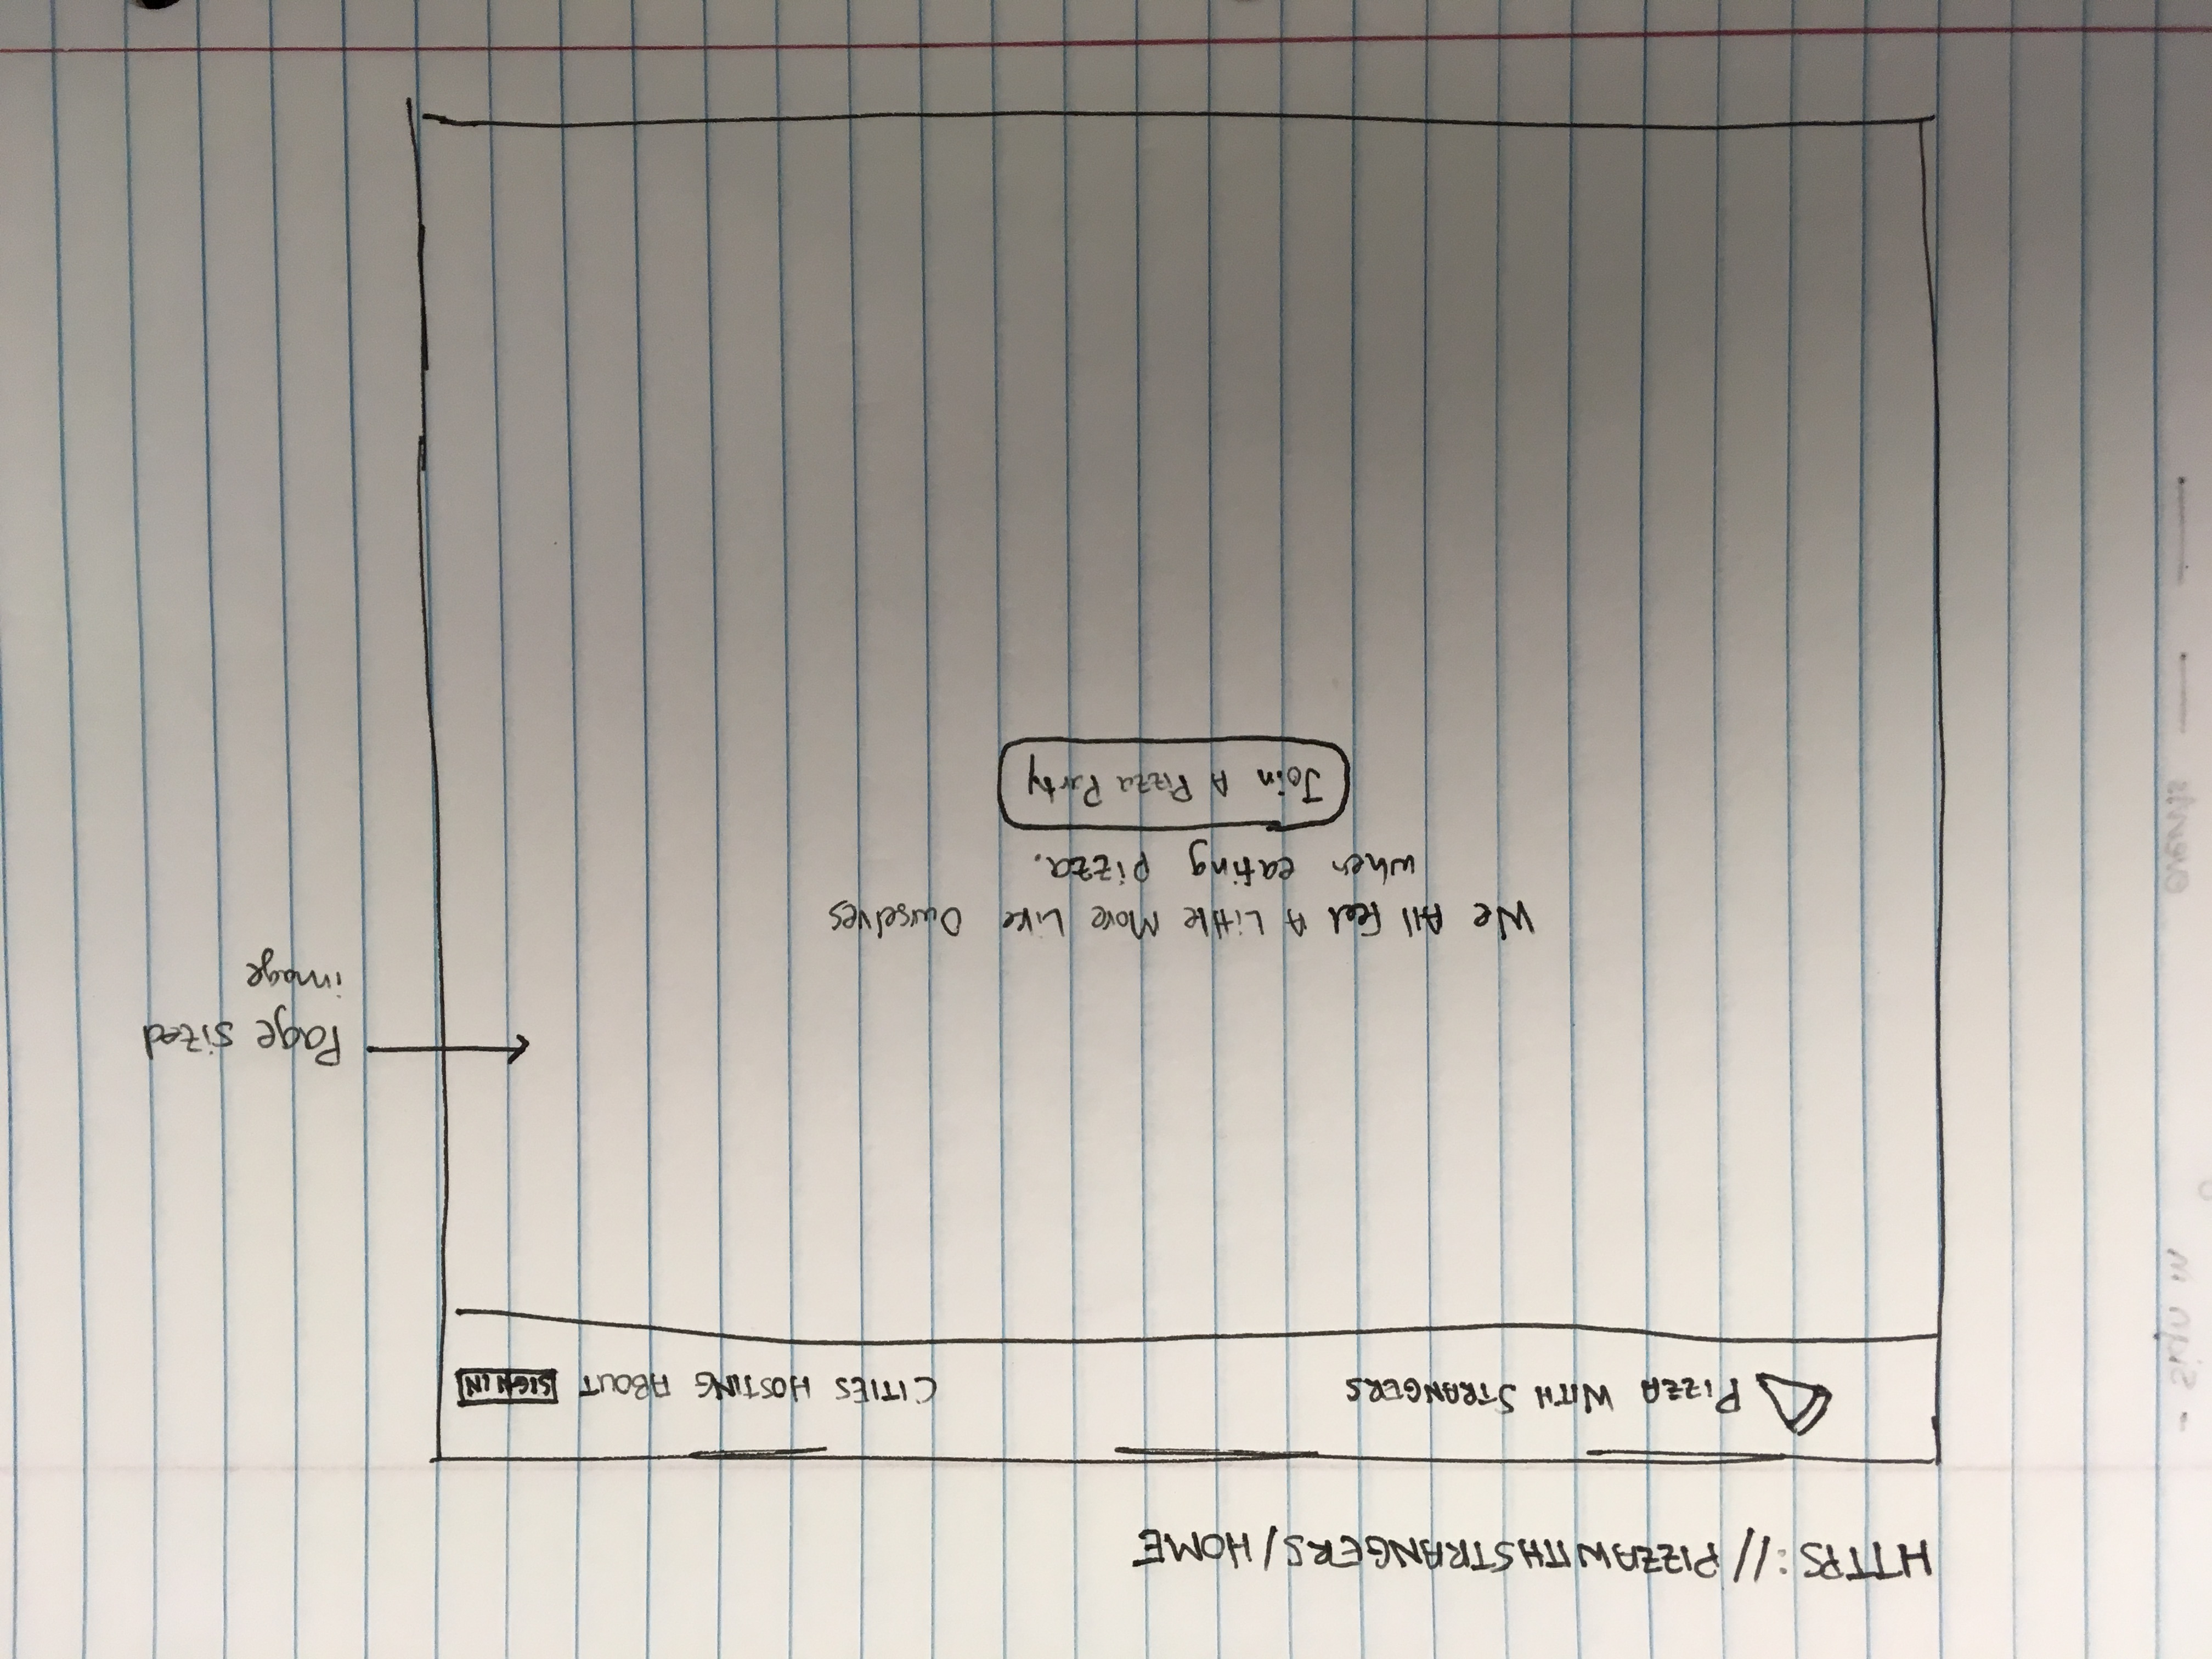 HTTPS://PIZZAWITHSTRANGERS/HOME
PIZZA WITH STRANGERS CITIES HOSTING ABOUT SIGN IN
Page sized
image
We All Feel A Little More Like Ourselves
when eating pizza.
Join A Pizza Party